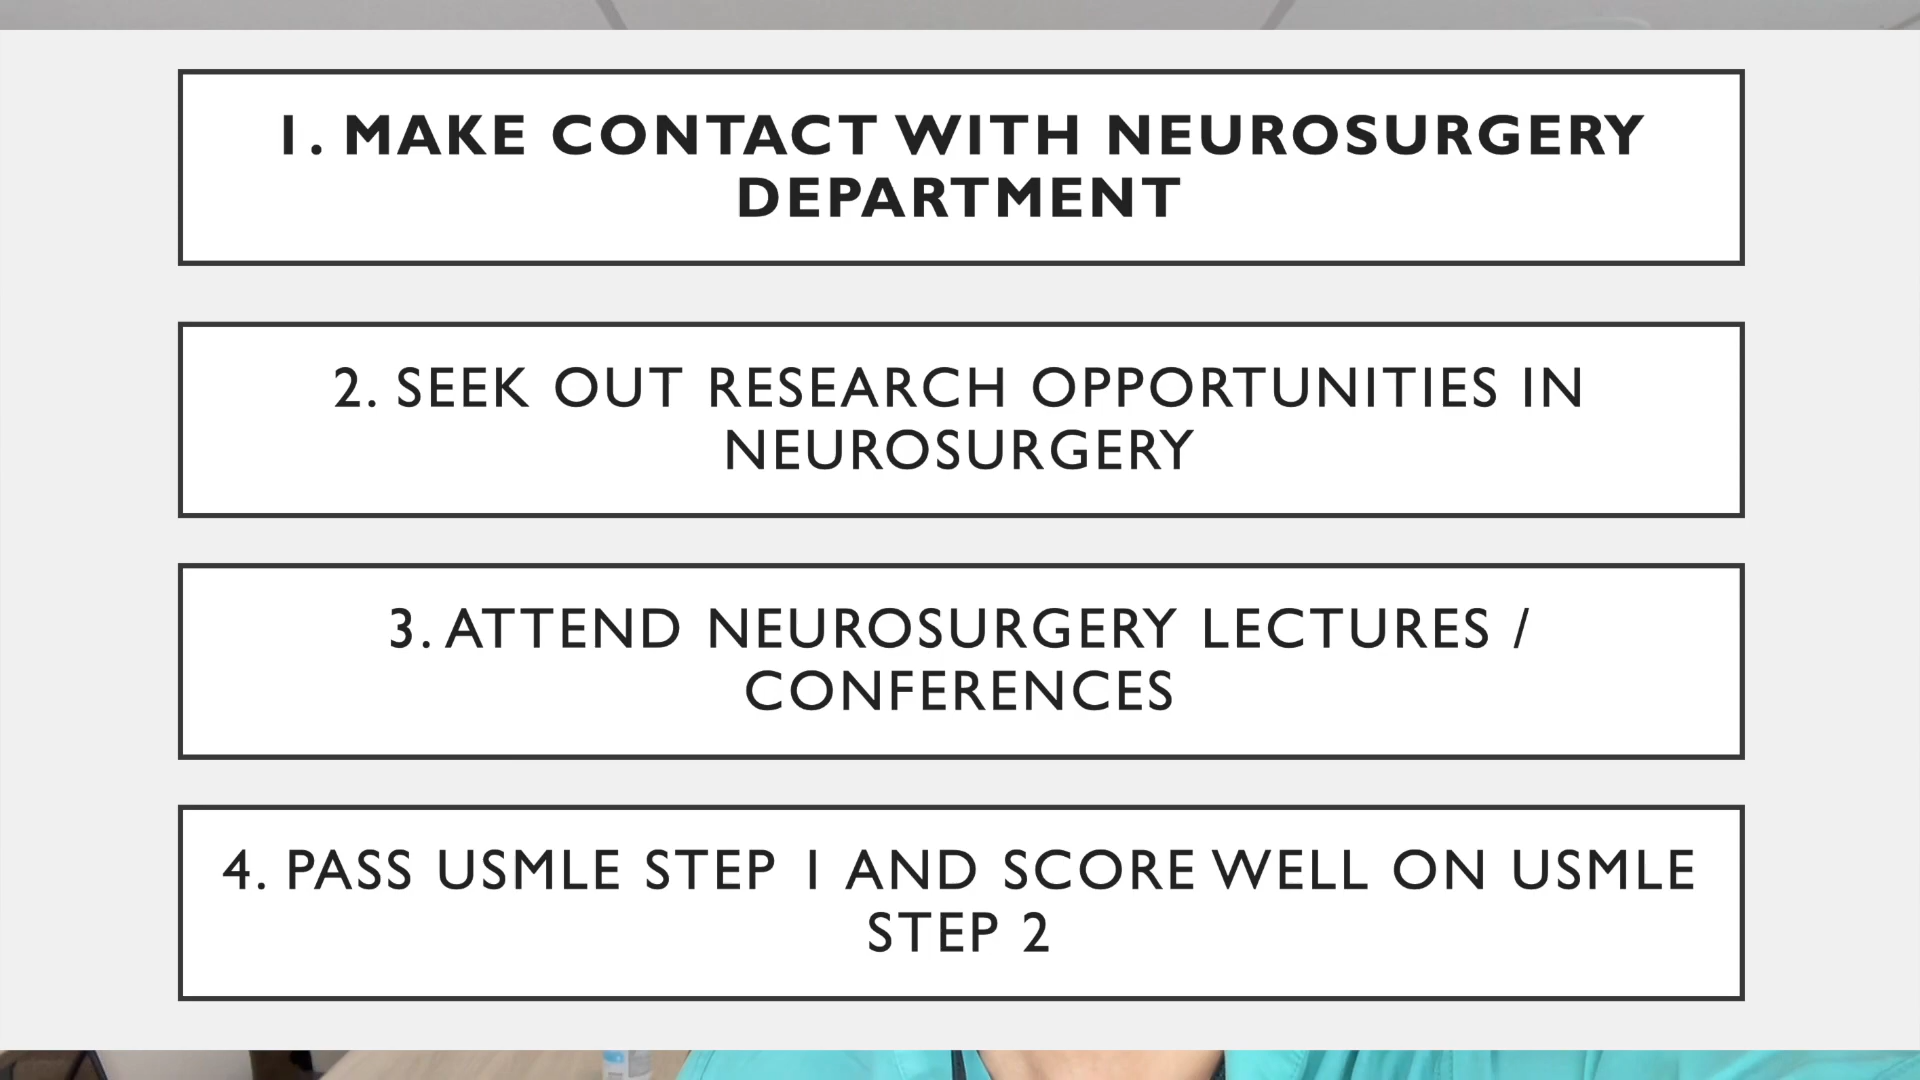 1. MAKE CONTACT WITH NEUROSURGERY
DEPARTMENT
2. SEEK OUT RESEARCH OPPORTUNITIES IN
NEUROSURGERY
3. ATTEND NEUROSURGERY LECTURES /
CONFERENCES
4. PASS USMLE STEP 1 AND SCORE WELL ON USMLE
STEP 2